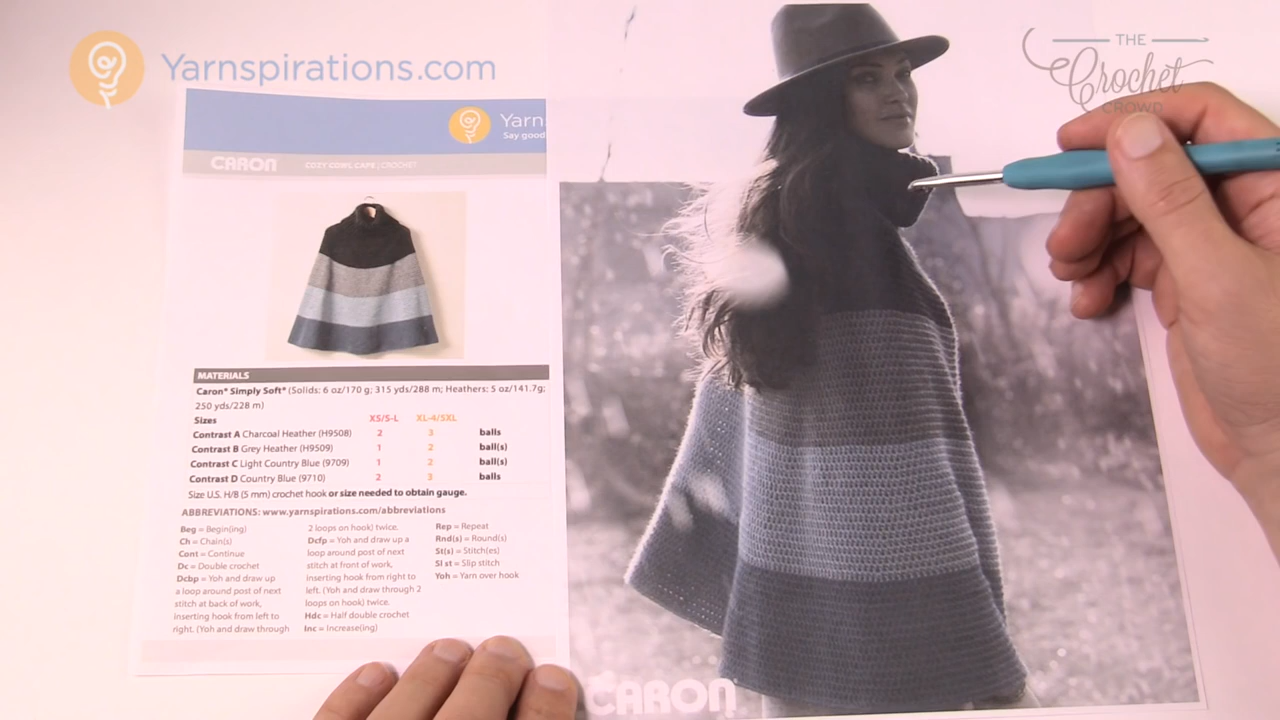 Yarnspirations.com
THE
Crochet
CROWD
Yarn
Say good
CARON COZY COWL CAPE | CROCHET
MATERIALS
Caron® Simply Soft® (Solids: 6 oz/170 g; 315 yds/288 m; Heathers: 5 oz/141.7g;
250 yds/228 m)
Sizes XS/S-L XL-4/5XL
Contrast A Charcoal Heather (H9508) 2 3 balls
Contrast B Grey Heather (H9509) 1 2 ball(s)
Contrast C Light Country Blue (9709) 1 2 ball(s)
Contrast D Country Blue (9710) 2 3 balls
Size U.S. H/8 (5 mm) crochet hook or size needed to obtain gauge.
ABBREVIATIONS: www.yarnspirations.com/abbreviations
Beg = Begin(ing)
Ch = Chain(s)
Cont = Continue
Dc = Double crochet
Dcbp = Yoh and draw up
a loop around post of next
stitch at back of work,
inserting hook from left to
right. (Yoh and draw through
2 loops on hook) twice.
Dcfp = Yoh and draw up a
loop around post of next
stitch at front of work,
inserting hook from right to
left. (Yoh and draw through 2
loops on hook) twice.
Hdc = Half double crochet
Inc = Increase(ing)
Rep = Repeat
Rnd(s) = Round(s)
St(s) = Stitch(es)
Sl st = Slip stitch
Yoh = Yarn over hook
CARON